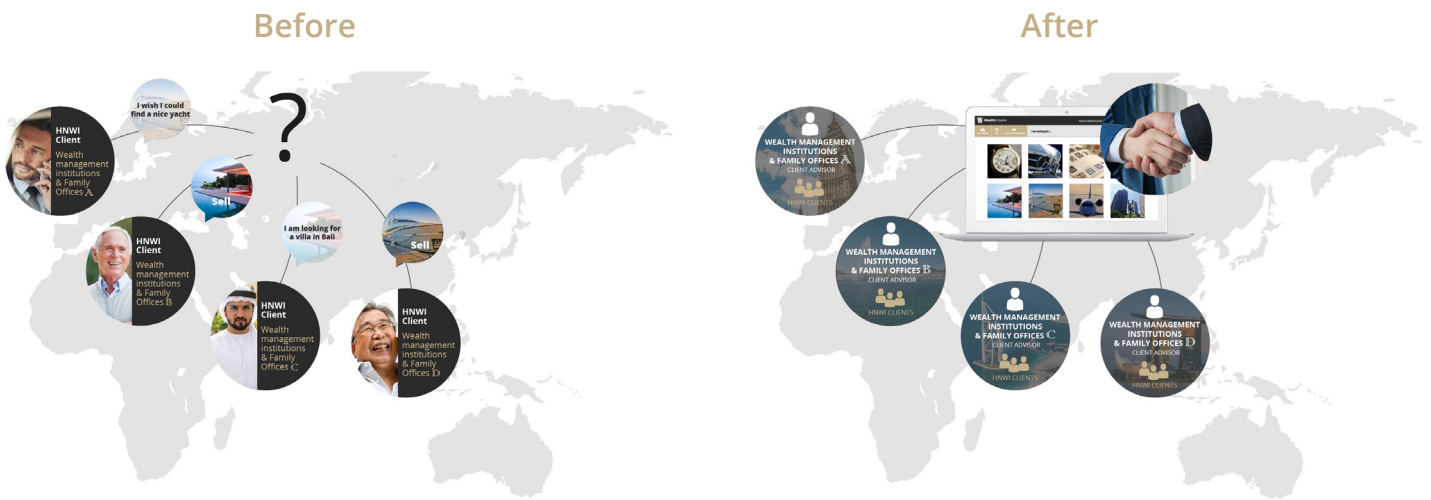 Before
After
I wish I could
find a nice yacht
?
HNWI
Client
Wealth
management
institutions
& Family
Offices A
Sell
I am looking for
a villa in Bali
Sell
HNWI
Client
Wealth
management
institutions
& Family
Offices B
HNWI
Client
Wealth
management
institutions
& Family
Offices C
HNWI
Client
Wealth
management
institutions
& Family
Offices D
WEALTH MANAGEMENT
INSTITUTIONS
& FAMILY OFFICES A
CLIENT ADVISOR
HNWI CLIENTS
WEALTH MANAGEMENT
INSTITUTIONS
& FAMILY OFFICES B
CLIENT ADVISOR
HNWI CLIENTS
WEALTH MANAGEMENT
INSTITUTIONS
& FAMILY OFFICES C
CLIENT ADVISOR
HNWI CLIENTS
WEALTH MANAGEMENT
INSTITUTIONS
& FAMILY OFFICES D
CLIENT ADVISOR
HNWI CLIENTS